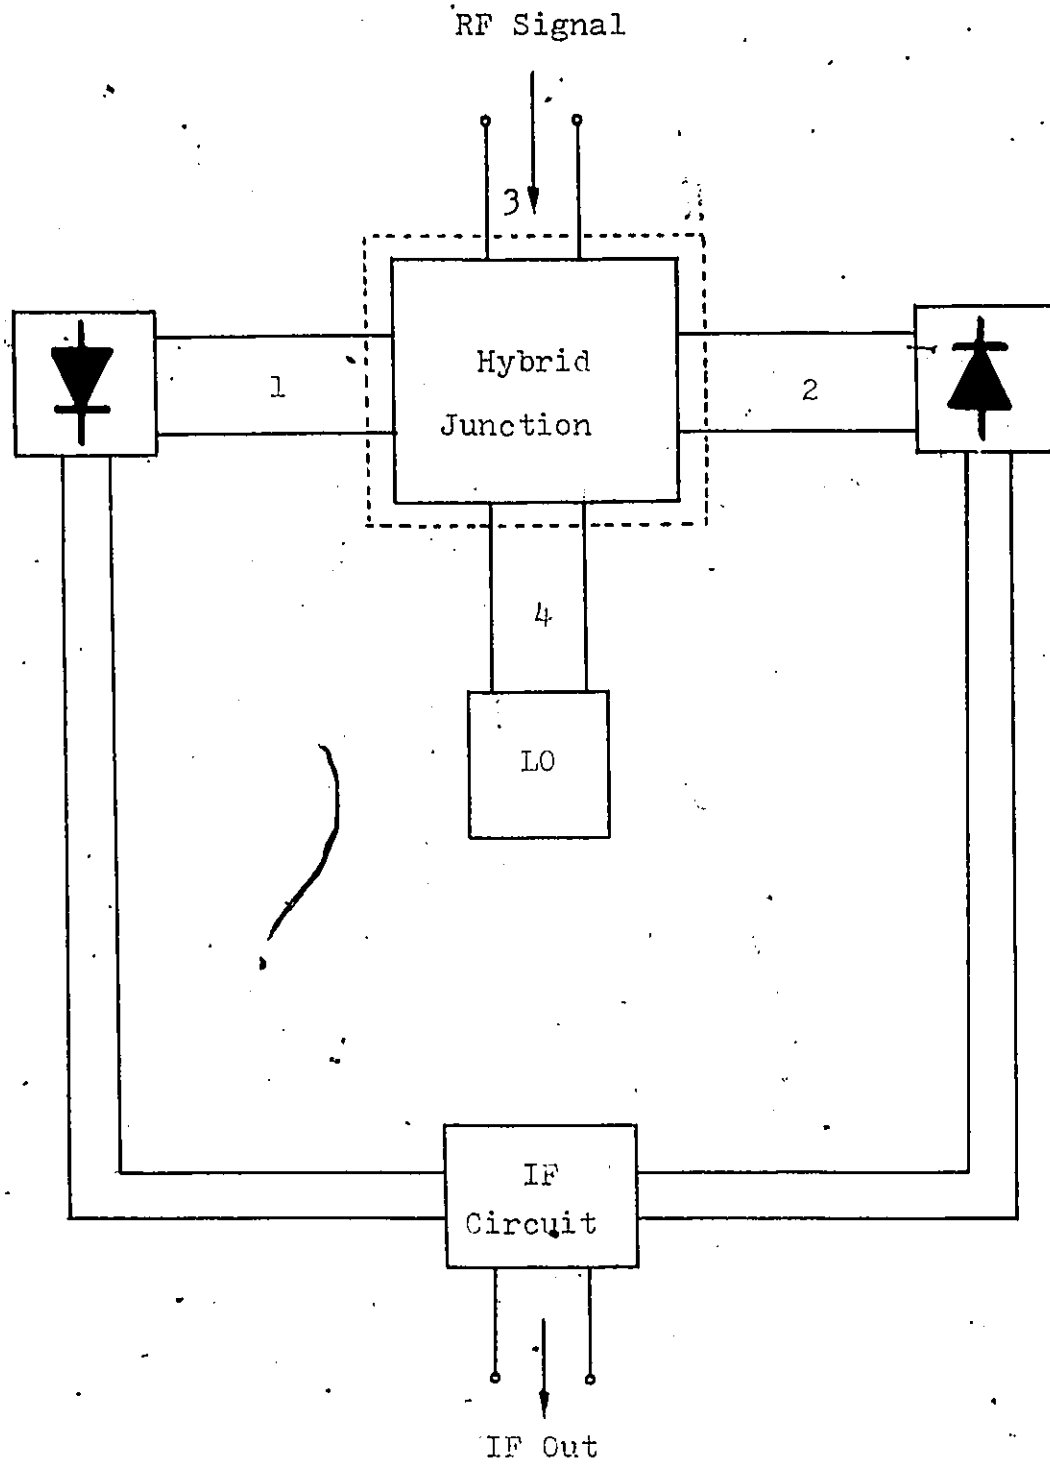 RF Signal
3
Hybrid
Junction
1
2
4
LO
IF
Circuit
IF Out